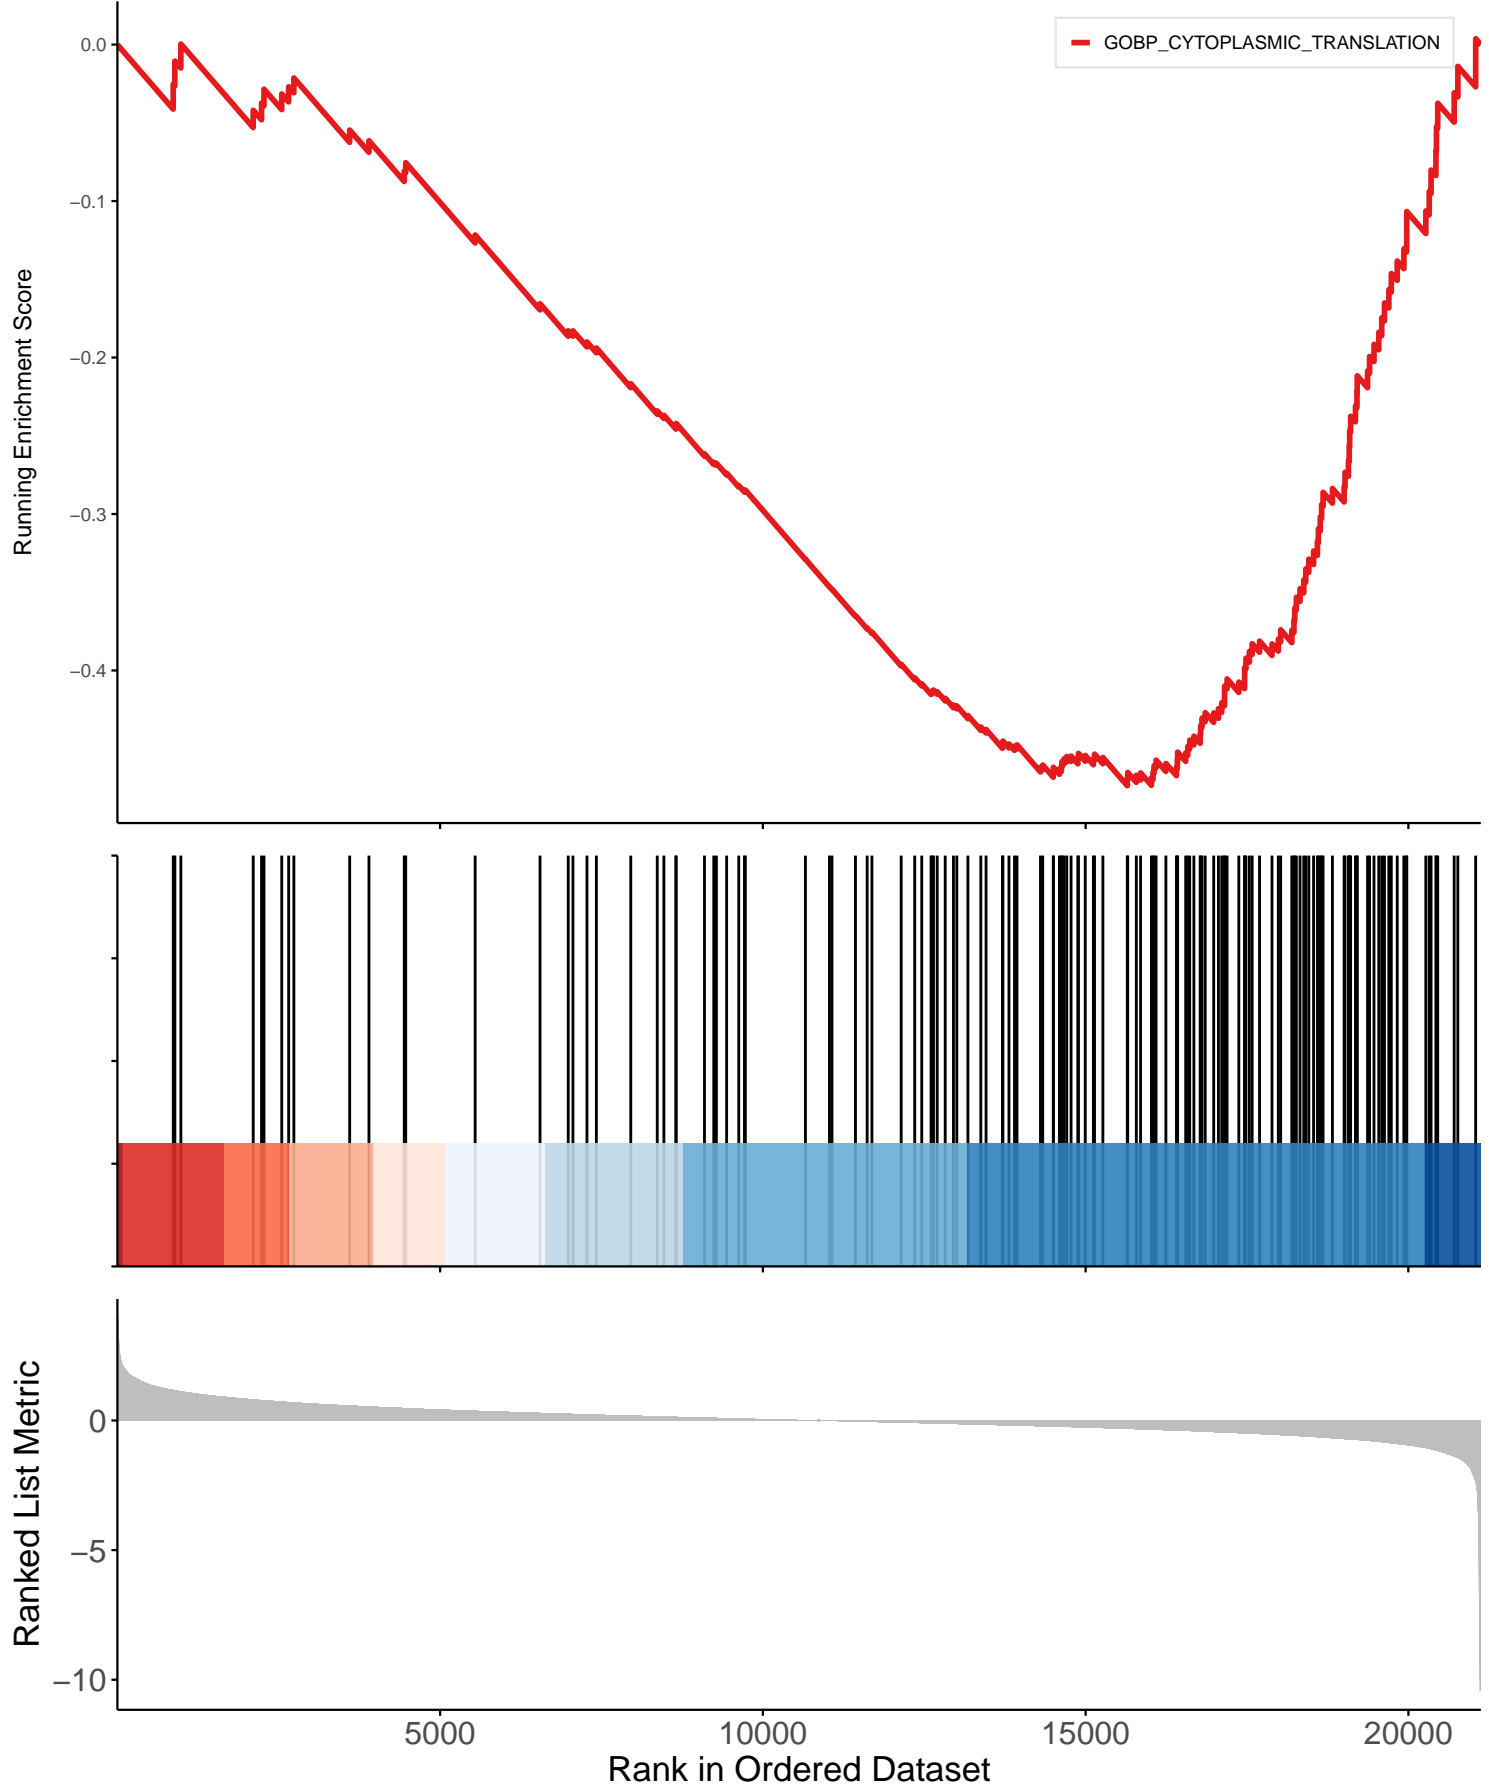 GOBP_CYTOPLASMIC_TRANSLATION
Running Enrichment Score
0.0
−0.1
−0.2
−0.3
−0.4
Ranked List Metric
0
−5
−10
5000 10000 15000 20000
Rank in Ordered Dataset